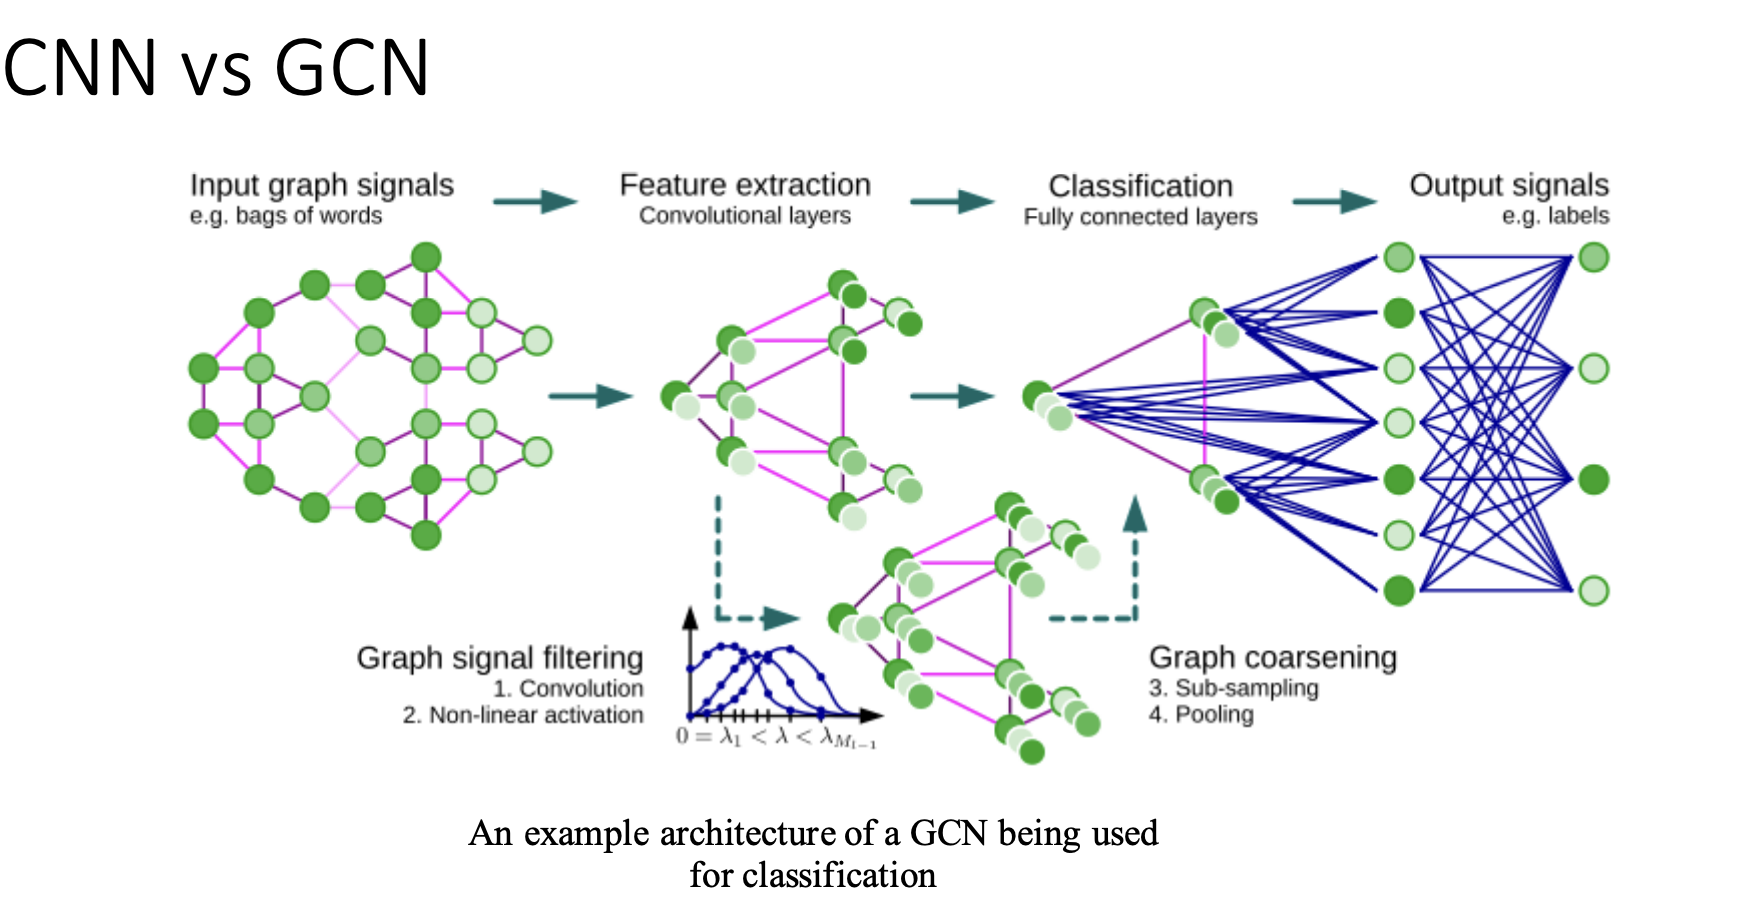 CNN vs GCN
Input graph signals
e.g. bags of words
Feature extraction
Convolutional layers
Classification
Fully connected layers
Output signals
e.g. labels
Graph signal filtering
1. Convolution
2. Non-linear activation
0 = λ₁ < λ < λ_{M_{l−1}}
Graph coarsening
3. Sub-sampling
4. Pooling
An example architecture of a GCN being used
for classification